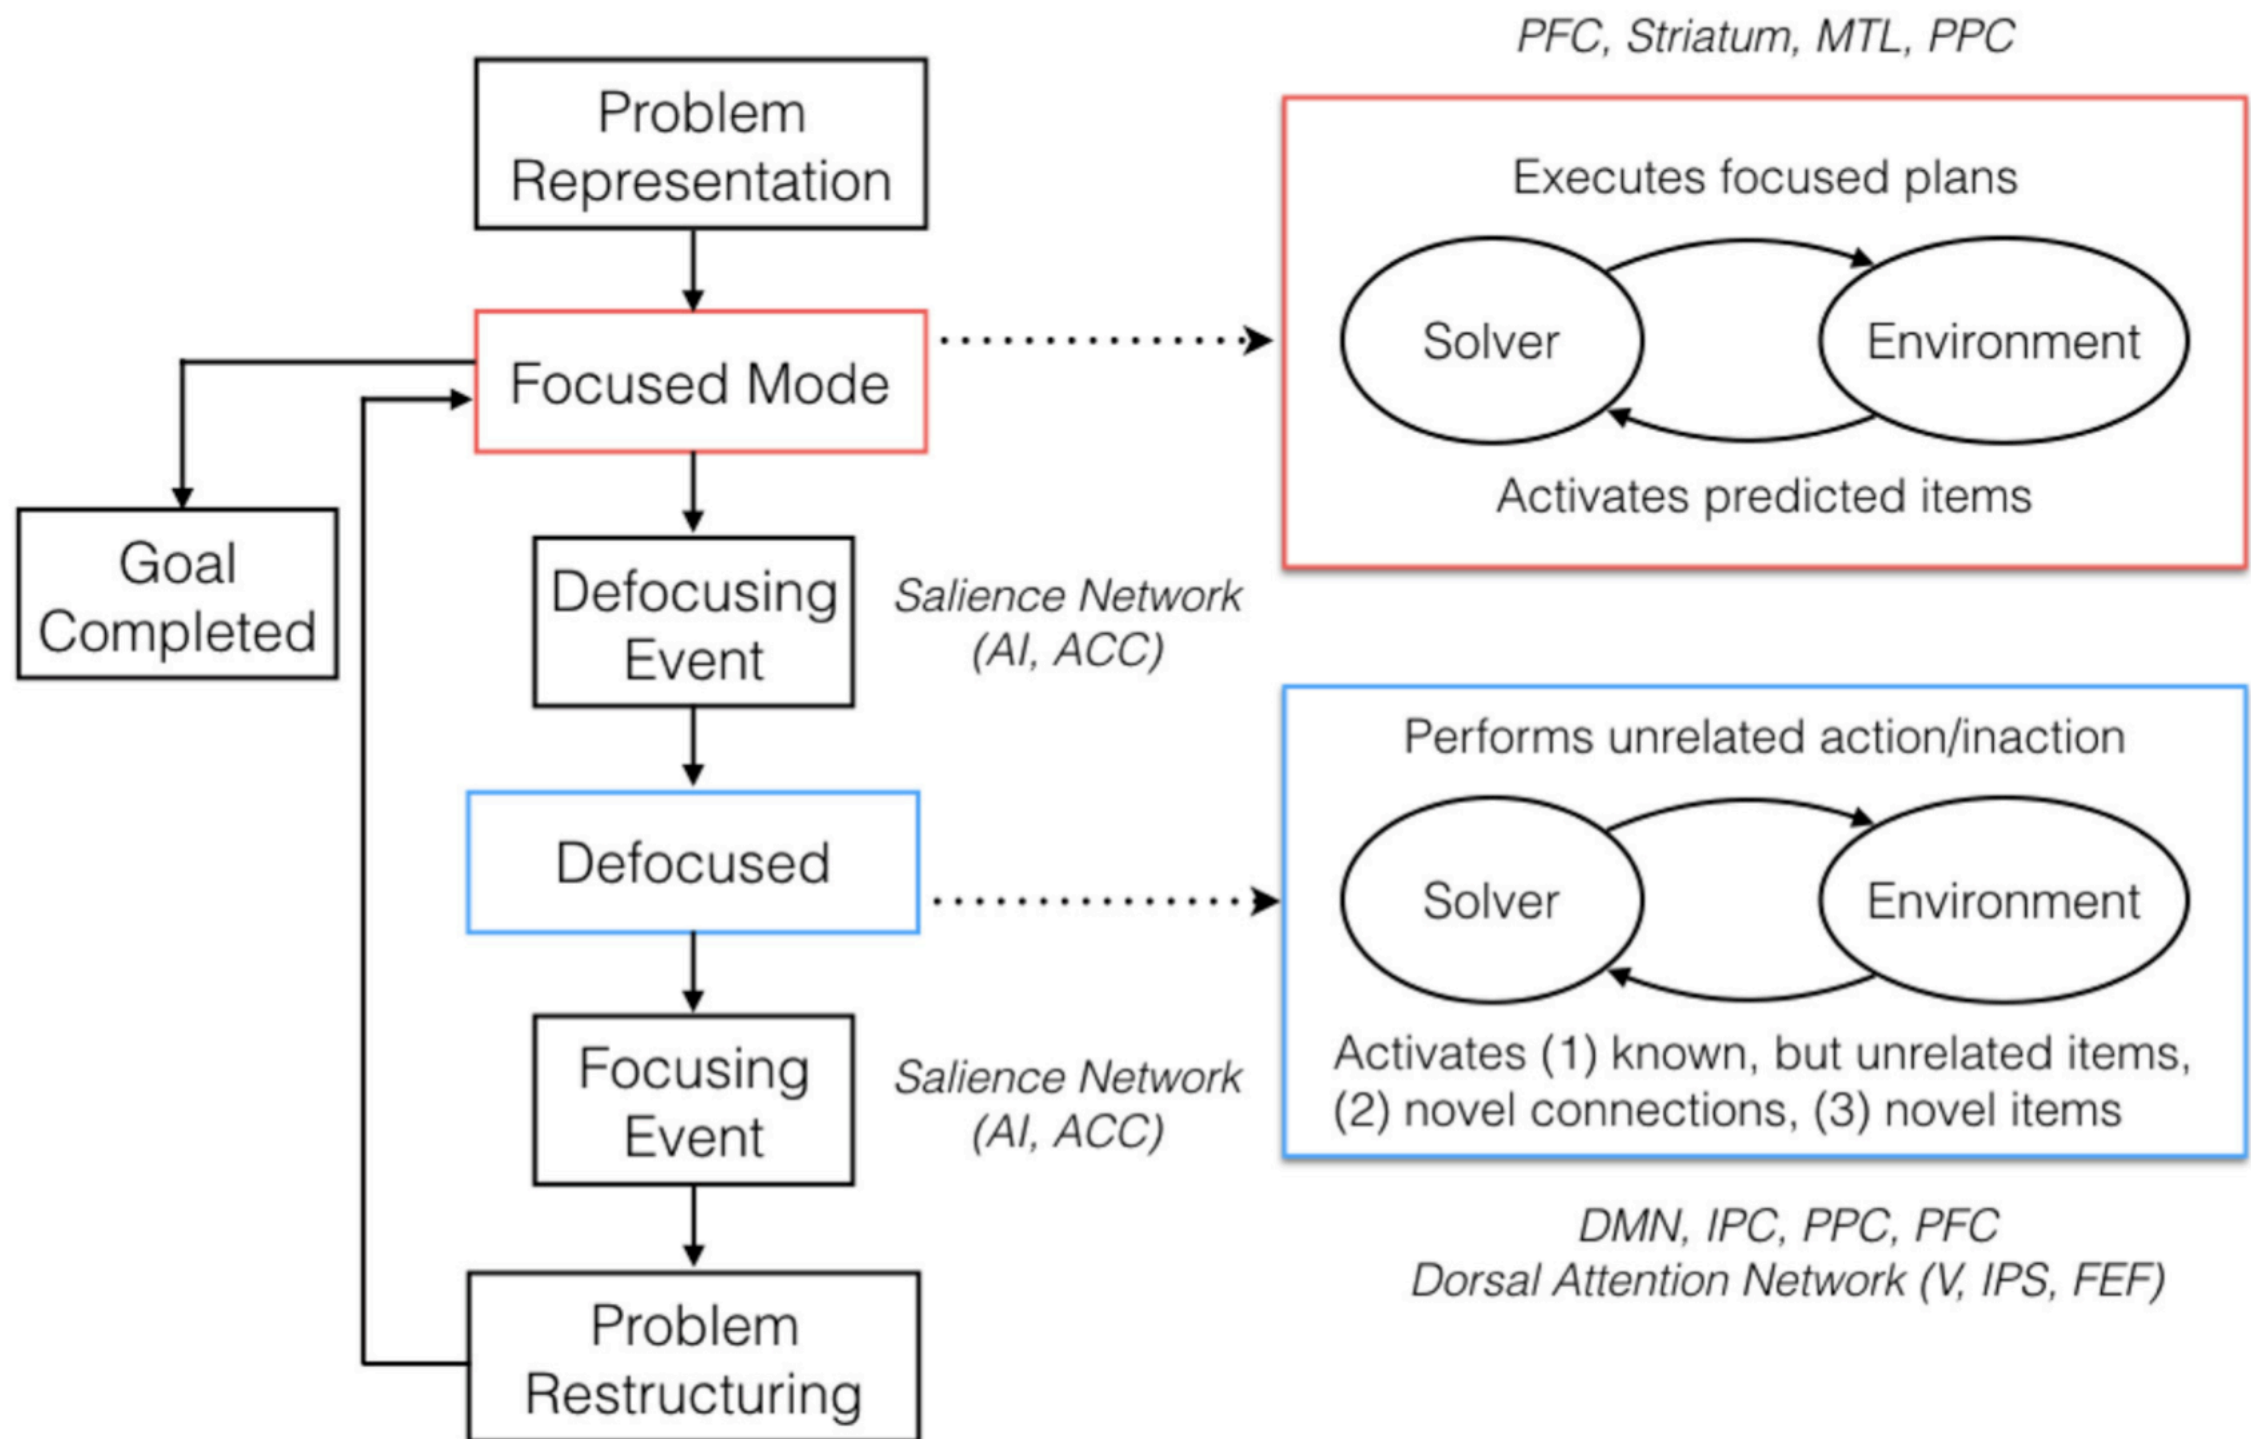 Problem
Representation
Focused Mode
Goal
Completed
Defocusing
Event
Salience Network
(AI, ACC)
Defocused
Focusing
Event
Salience Network
(AI, ACC)
Problem
Restructuring
PFC, Striatum, MTL, PPC
Executes focused plans
Solver
Environment
Activates predicted items
Performs unrelated action/inaction
Solver
Environment
Activates (1) known, but unrelated items,
(2) novel connections, (3) novel items
DMN, IPC, PPC, PFC
Dorsal Attention Network (V, IPS, FEF)